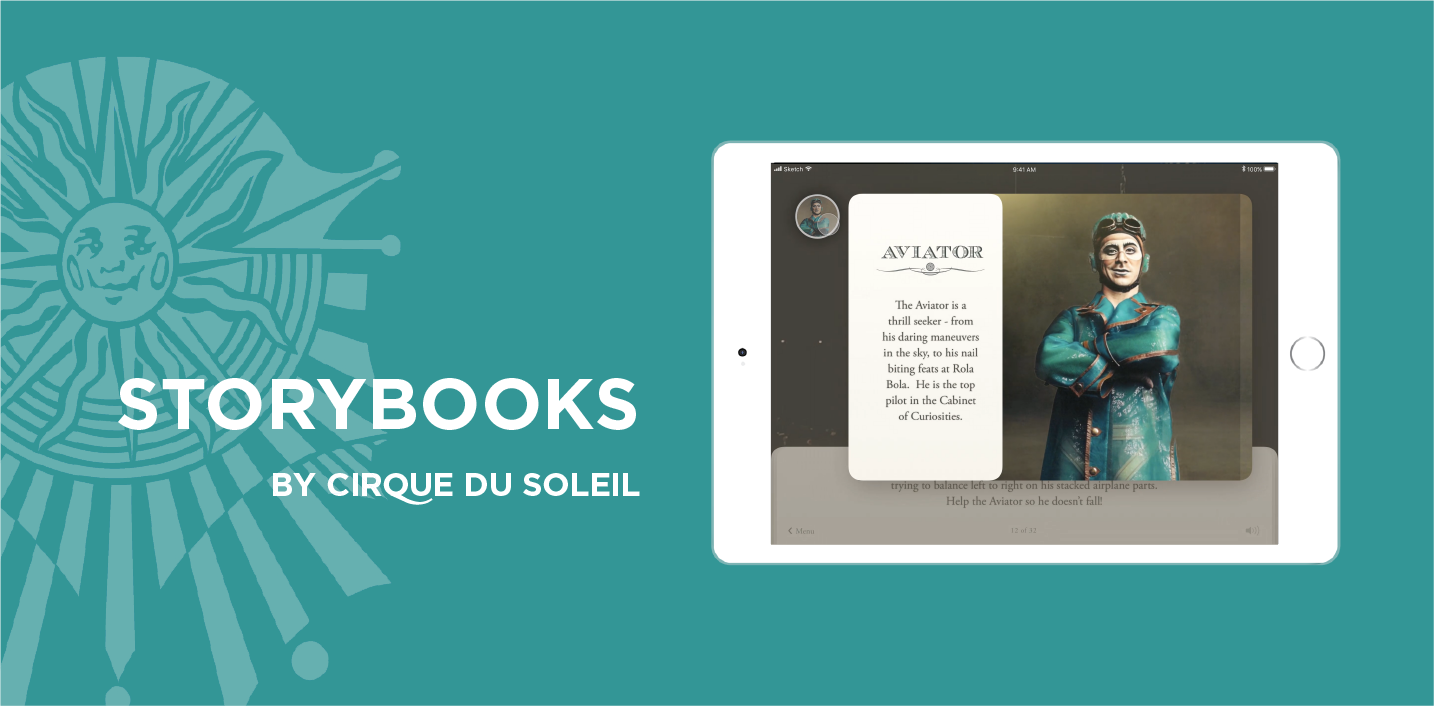 STORYBOOKS
BY CIRQUE DU SOLEIL
Sketch
9:41 AM
100%
AVIATOR
The Aviator is a
thrill seeker - from
his daring maneuvers
in the sky, to his nail
biting feats at Rola
Bola. He is the top
pilot in the Cabinet
of Curiosities.
trying to balance left to right on his stacked airplane parts.
Help the Aviator so he doesn't fall!
Menu
12 of 32